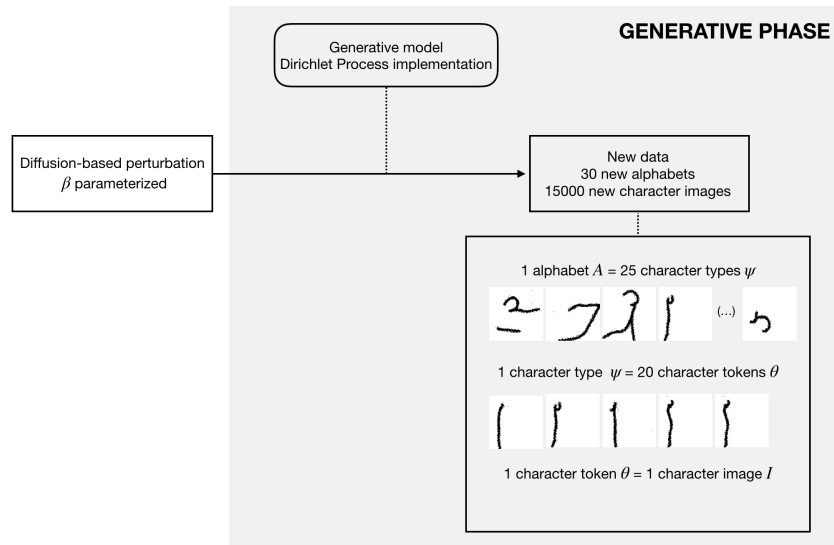 GENERATIVE PHASE
Generative model
Dirichlet Process implementation
Diffusion-based perturbation
β parameterized
New data
30 new alphabets
15000 new character images
1 alphabet A = 25 character types ψ
(...)
1 character type ψ = 20 character tokens θ
1 character token θ = 1 character image I